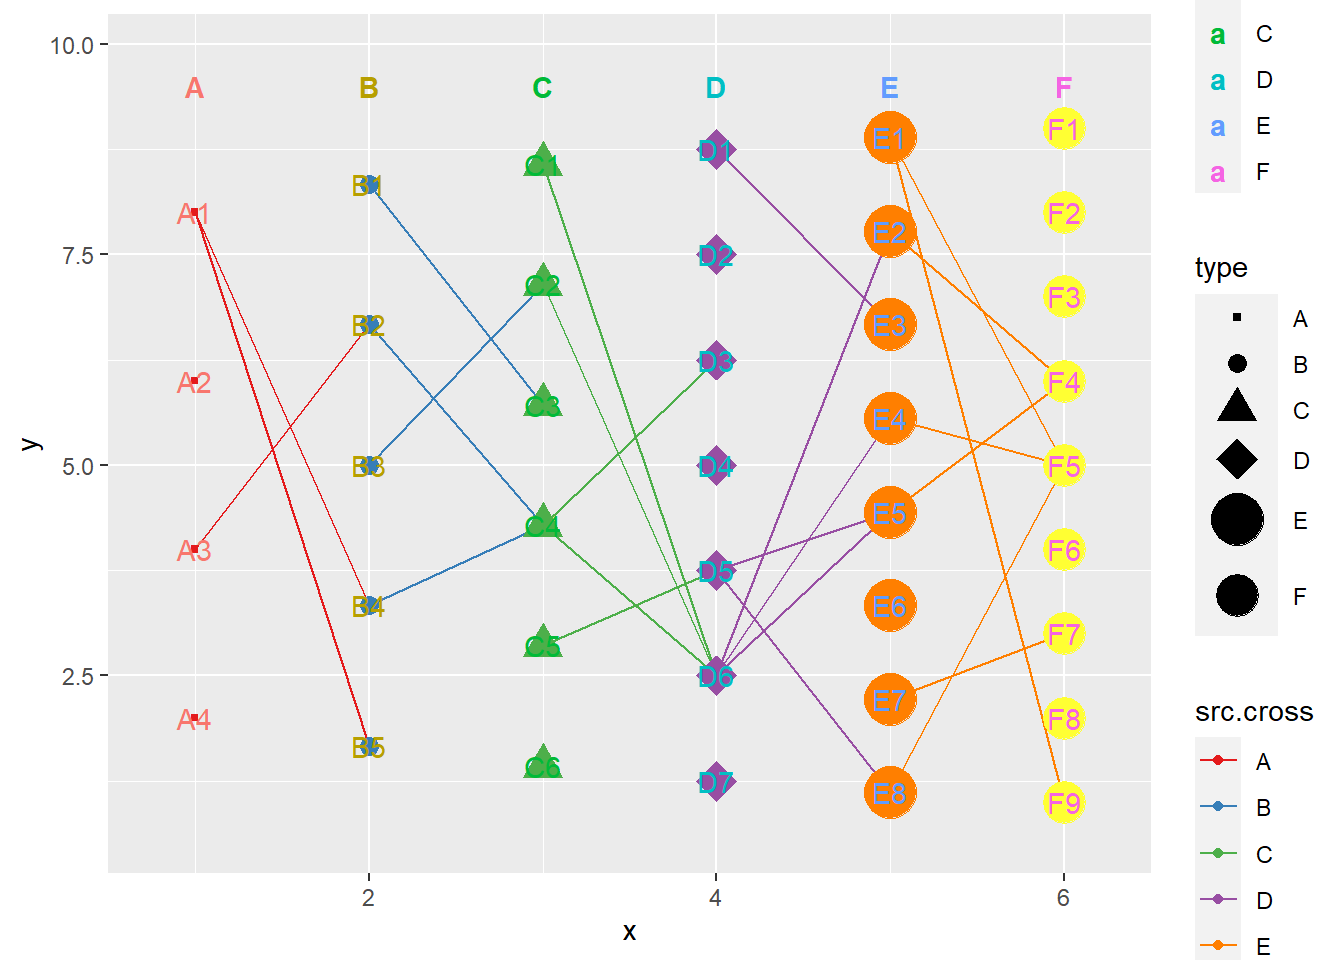 10.0
7.5
5.0
2.5
y
A B C D E F
A1
A2
A3
A4
B1
B2
B3
B4
B5
C1
C2
C3
C4
C5
C6
D1
D2
D3
D4
D5
D6
D7
E1
E2
E3
E4
E5
E6
E7
E8
F1
F2
F3
F4
F5
F6
F7
F8
F9
2 4 6
x
a C
a D
a E
a F
type
A
B
C
D
E
F
src.cross
A
B
C
D
E